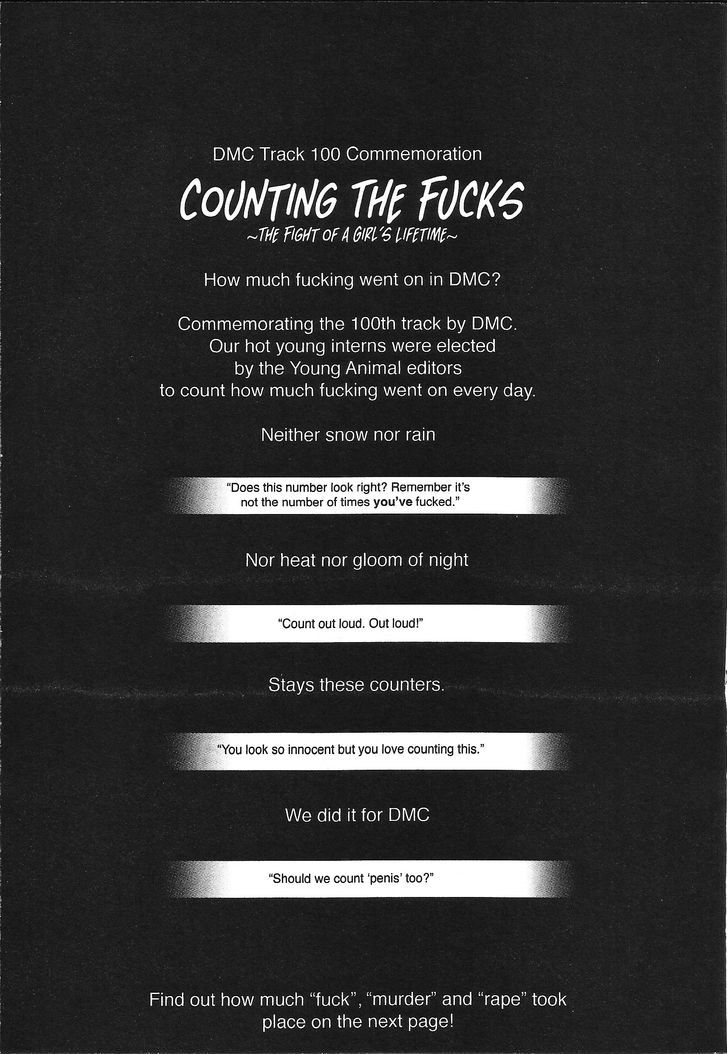 DMC Track 100 Commemoration
COUNTING THE FUCKS
~THE FIGHT OF A GIRL'S LIFETIME~
How much fucking went on in DMC?
Commemorating the 100th track by DMC.
Our hot young interns were elected
by the Young Animal editors
to count how much fucking went on every day.
Neither snow nor rain
“Does this number look right? Remember it's
not the number of times you've fucked.”
Nor heat nor gloom of night
“Count out loud. Out loud!”
Stays these counters.
“You look so innocent but you love counting this.”
We did it for DMC
“Should we count ‘penis’ too?”
Find out how much “fuck”, “murder” and “rape” took
place on the next page!